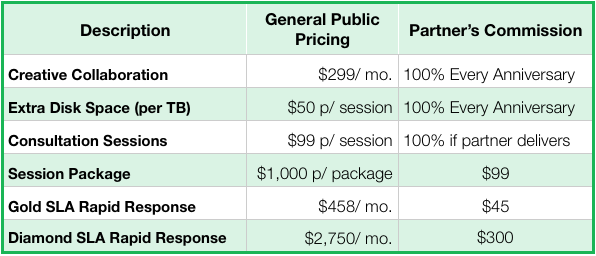 Description General Public Pricing Partner’s Commission
Creative Collaboration $299/ mo. 100% Every Anniversary
Extra Disk Space (per TB) $50 p/ session 100% Every Anniversary
Consultation Sessions $99 p/ session 100% if partner delivers
Session Package $1,000 p/ package $99
Gold SLA Rapid Response $458/ mo. $45
Diamond SLA Rapid Response $2,750/ mo. $300